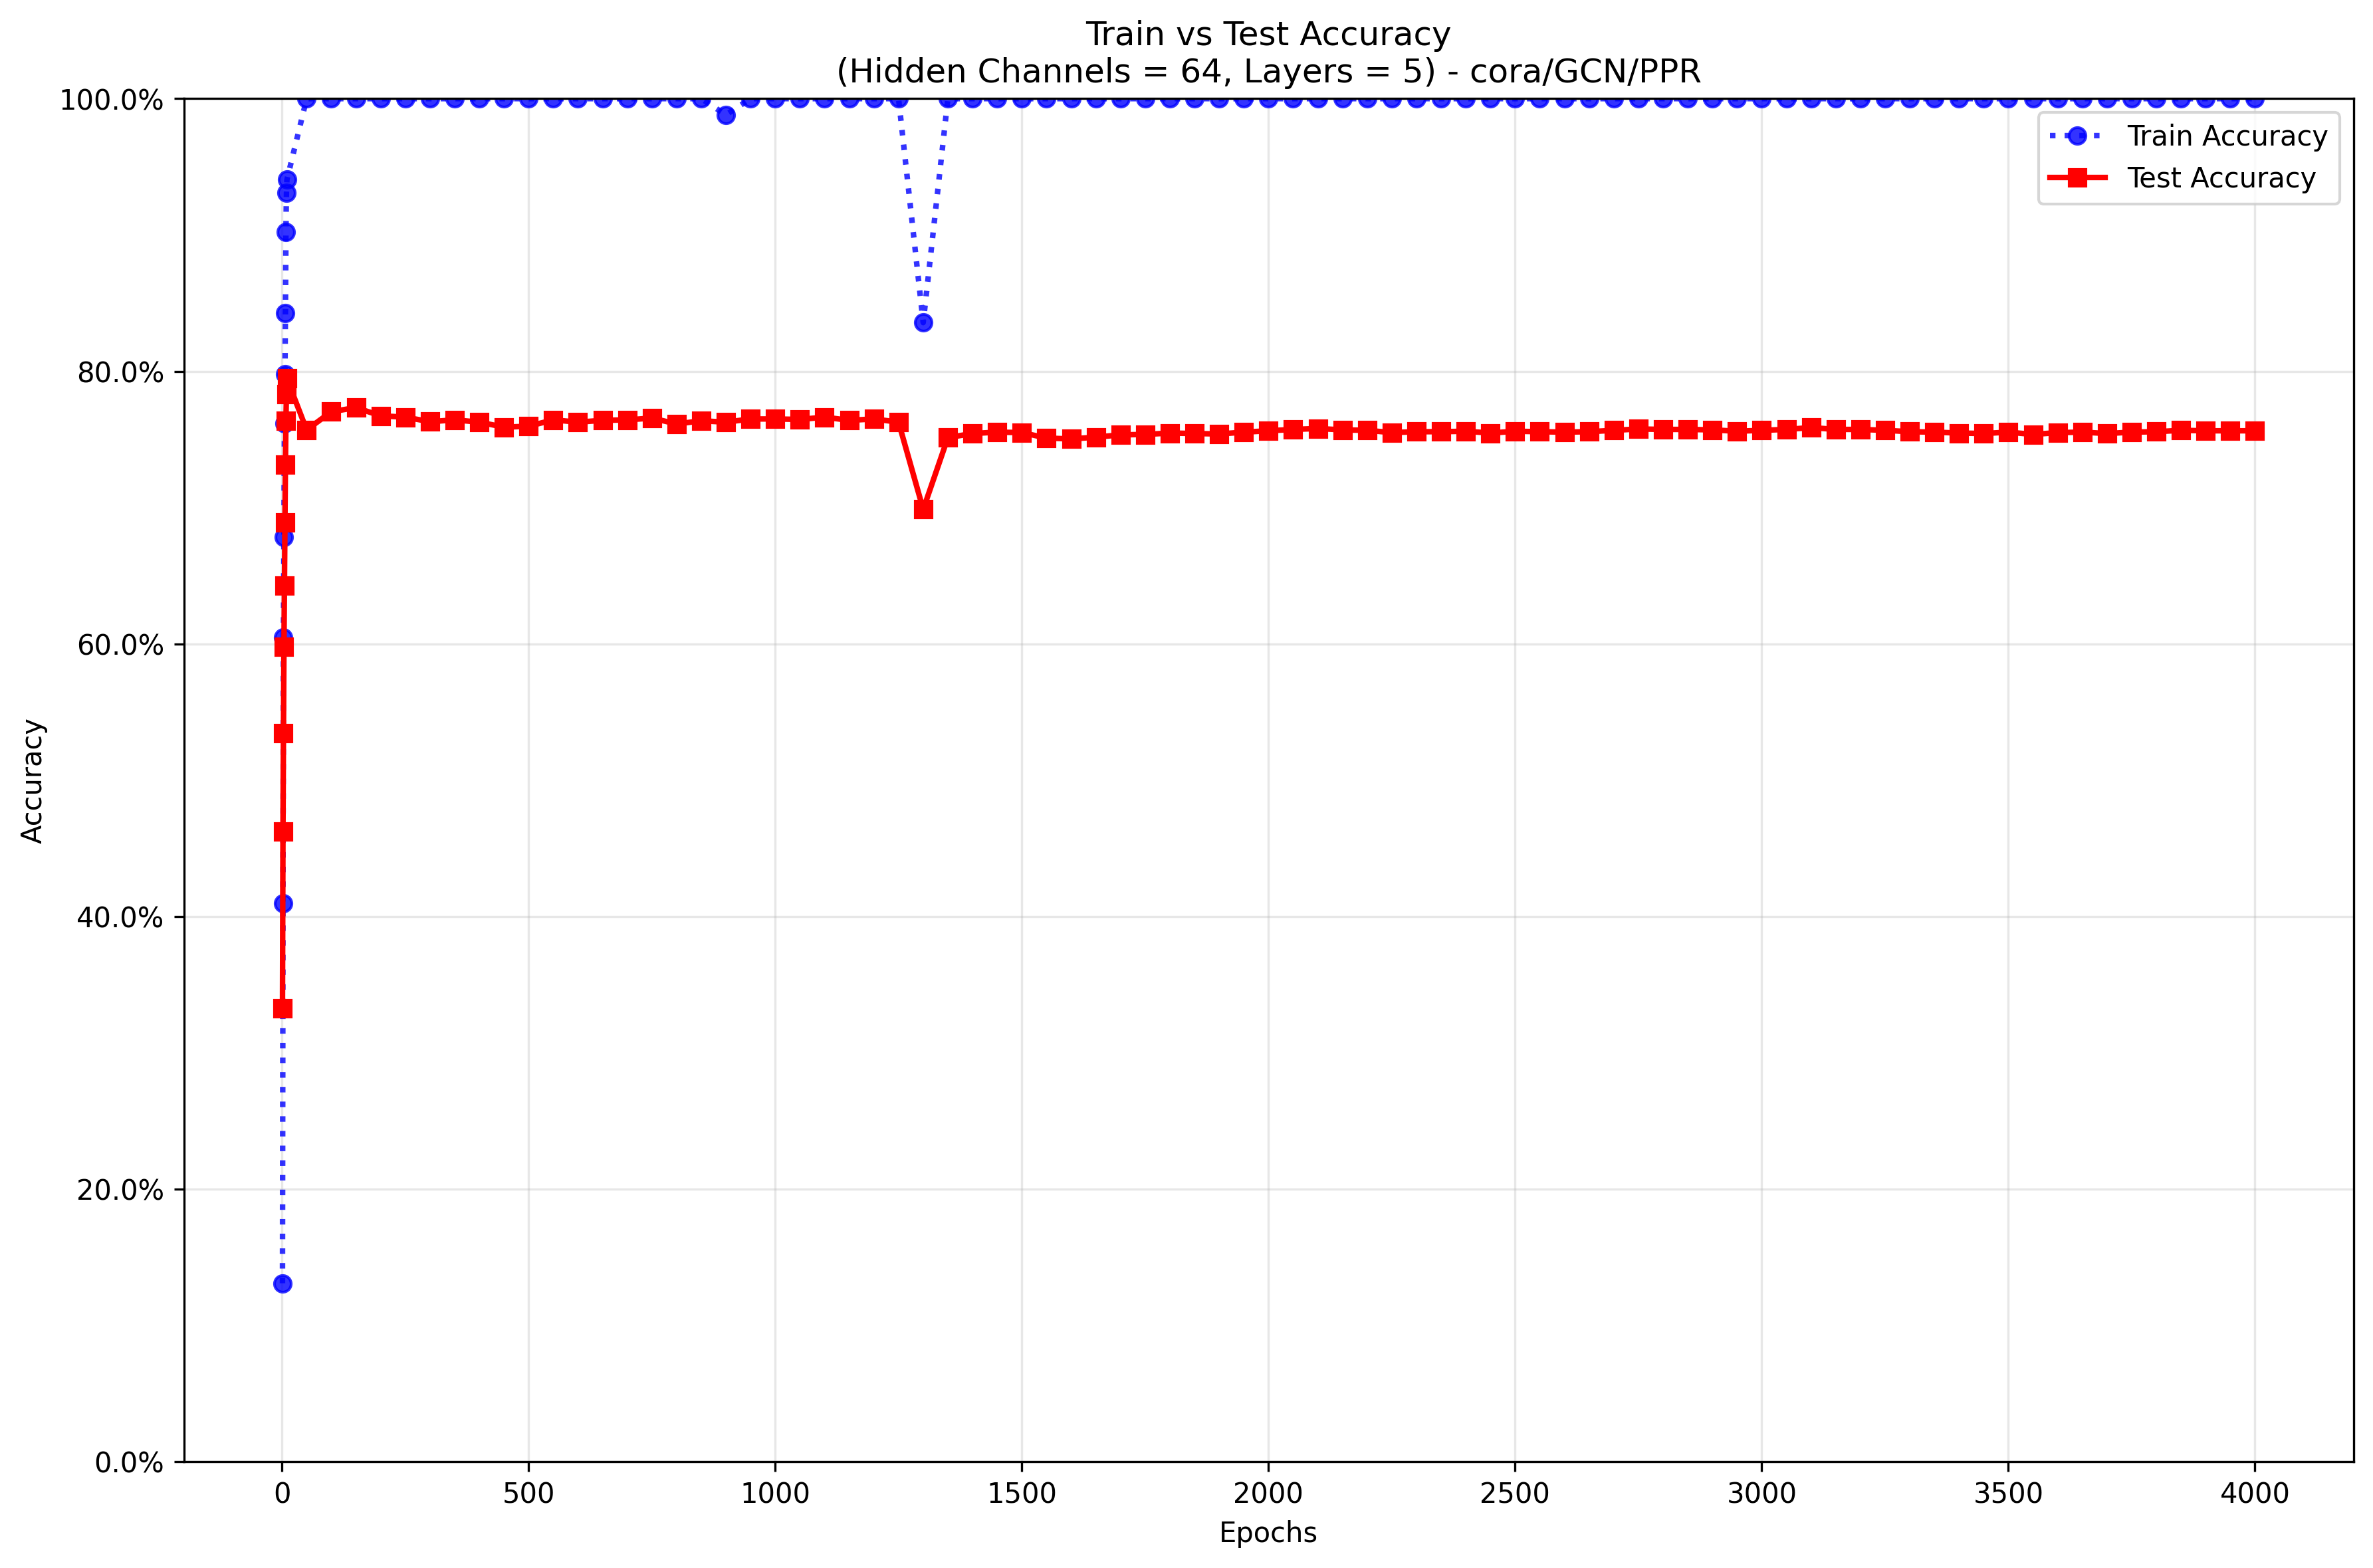 Train vs Test Accuracy
(Hidden Channels = 64, Layers = 5) - cora/GCN/PPR
100.0%
80.0%
60.0%
40.0%
20.0%
0.0%
Accuracy
Train Accuracy
Test Accuracy
0 500 1000 1500 2000 2500 3000 3500 4000
Epochs